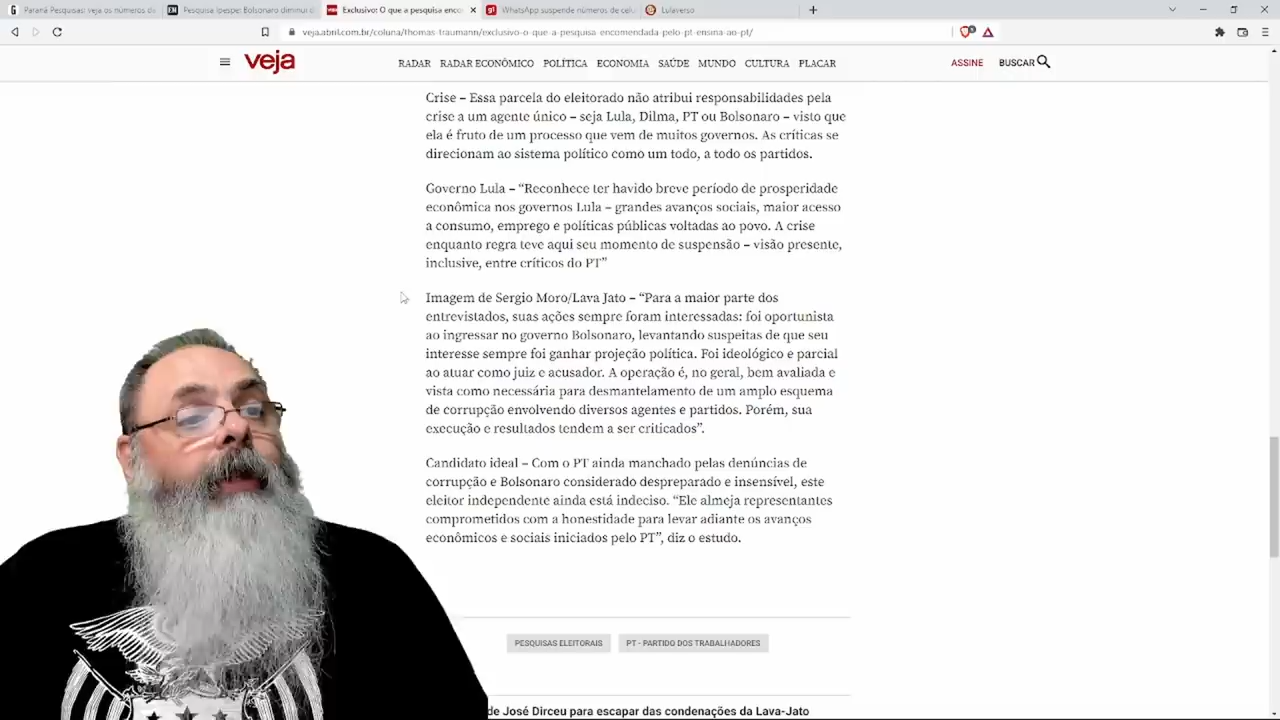 Paraná Pesquisas: veja os números da
Pesquisa Ipespe: Bolsonaro diminui d
Exclusivo: O que a pesquisa enco
WhatsApp suspende números de celu
Lulaverso
veja.abril.com.br/coluna/thomas-traumann/exclusivo-o-que-a-pesquisa-encomendada-pelo-pt-ensina-ao-pt/
veja
RADAR RADAR ECONÔMICO POLÍTICA ECONOMIA SAÚDE MUNDO CULTURA PLACAR
ASSINE BUSCAR
Crise – Essa parcela do eleitorado não atribui responsabilidades pela
crise a um agente único – seja Lula, Dilma, PT ou Bolsonaro – visto que
ela é fruto de um processo que vem de muitos governos. As críticas se
direcionam ao sistema político como um todo, a todo os partidos.
Governo Lula – “Reconhece ter havido breve período de prosperidade
econômica nos governos Lula – grandes avanços sociais, maior acesso
a consumo, emprego e políticas públicas voltadas ao povo. A crise
enquanto regra teve aqui seu momento de suspensão – visão presente,
inclusive, entre críticos do PT”
Imagem de Sergio Moro/Lava Jato – “Para a maior parte dos
entrevistados, suas ações sempre foram interessadas: foi oportunista
ao ingressar no governo Bolsonaro, levantando suspeitas de que seu
interesse sempre foi ganhar projeção política. Foi ideológico e parcial
ao atuar como juiz e acusador. A operação é, no geral, bem avaliada e
vista como necessária para desmantelamento de um amplo esquema
de corrupção envolvendo diversos agentes e partidos. Porém, sua
execução e resultados tendem a ser criticados”.
Candidato ideal – Com o PT ainda manchado pelas denúncias de
corrupção e Bolsonaro considerado despreparado e insensível, este
eleitor independente ainda está indeciso. “Ele almeja representantes
comprometidos com a honestidade para levar adiante os avanços
econômicos e sociais iniciados pelo PT”, diz o estudo.
PESQUISAS ELEITORAIS PT - PARTIDO DOS TRABALHADORES
de José Dirceu para escapar das condenações da Lava-Jato